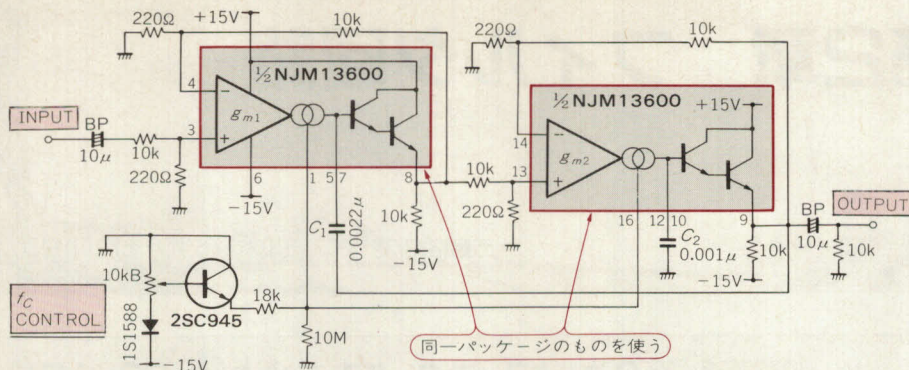 220Ω
+15V
10k
½NJM13600
4
−
gm1
+
3
INPUT
BP
10μ
10k
220Ω
6
−15V
1
5
7
8
C1
0.0022μ
10k
−15V
220Ω
10k
½NJM13600
+15V
14
−
gm2
+
13
10k
220Ω
16
12
10
9
C2
0.001μ
10k
−15V
BP
10μ
OUTPUT
10k
fC
CONTROL
10kB
1S1588
−15V
2SC945
18k
10M
同一パッケージのものを使う